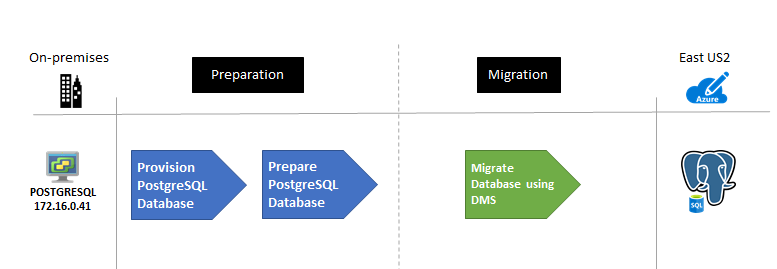 On-premises
Preparation
Migration
East US2
Azure
POSTGRESQL
172.16.0.41
Provision
PostgreSQL
Database
Prepare
PostgreSQL
Database
Migrate
Database using
DMS
SQL